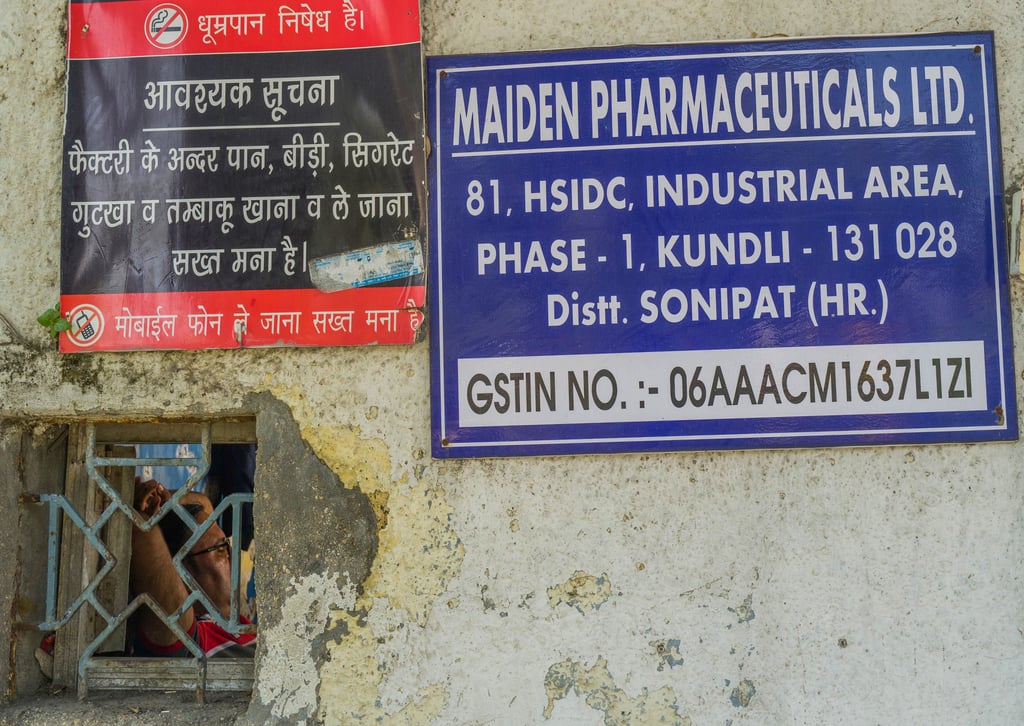 धूम्रपान निषेध है।
आवश्यक सूचना
फैक्टरी के अन्दर पान, बीड़ी, सिगरेट
गुटखा व तम्बाकू खाना व ले जाना
सख्त मना है।
मोबाईल फोन ले जाना सख्त मना है
MAIDEN PHARMACEUTICALS LTD.
81, HSIDC, INDUSTRIAL AREA,
PHASE - 1, KUNDLI - 131 028
Distt. SONIPAT (HR.)
GSTIN NO. :- 06AAACM1637L1ZI